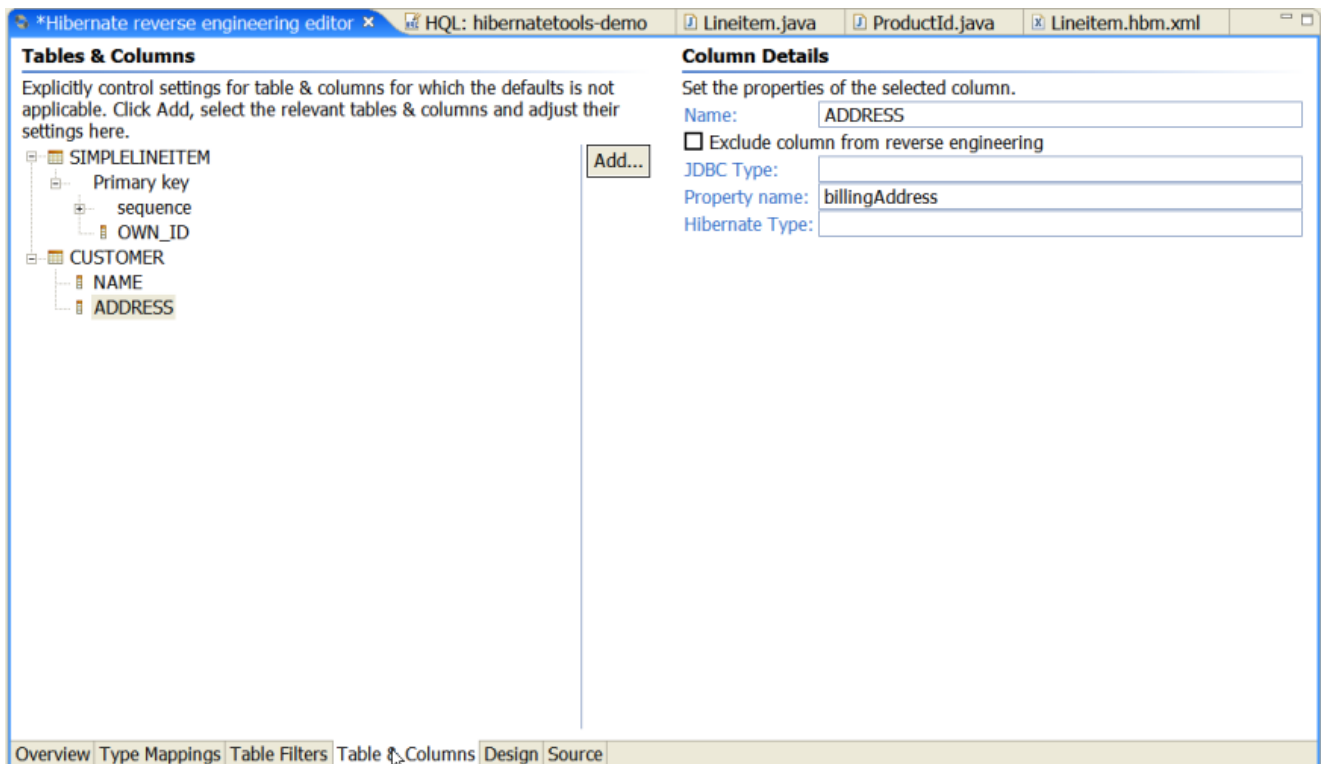 *Hibernate reverse engineering editor
HQL: hibernatetools-demo
Lineitem.java
ProductId.java
Lineitem.hbm.xml
Tables & Columns
Explicitly control settings for table & columns for which the defaults is not
applicable. Click Add, select the relevant tables & columns and adjust their
settings here.
SIMPLELINEITEM
Primary key
sequence
OWN_ID
CUSTOMER
NAME
ADDRESS
Add...
Column Details
Set the properties of the selected column.
Name: ADDRESS
Exclude column from reverse engineering
JDBC Type:
Property name: billingAddress
Hibernate Type:
Overview Type Mappings Table Filters Table & Columns Design Source